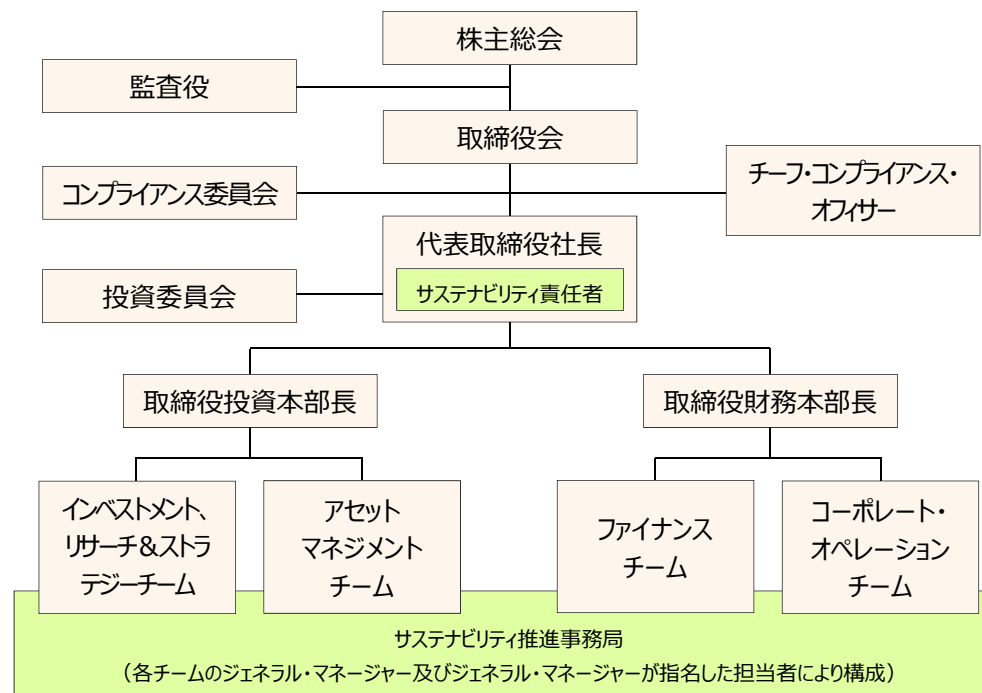 株主総会
監査役
取締役会
コンプライアンス委員会
チーフ・コンプライアンス・
オフィサー
代表取締役社長
サステナビリティ責任者
投資委員会
取締役投資本部長
取締役財務本部長
インベストメント、
リサーチ&ストラ
テジーチーム
アセット
マネジメント
チーム
ファイナンス
チーム
コーポレート・
オペレーション
チーム
サステナビリティ推進事務局
（各チームのジェネラル・マネージャー及びジェネラル・マネージャーが指名した担当者により構成）